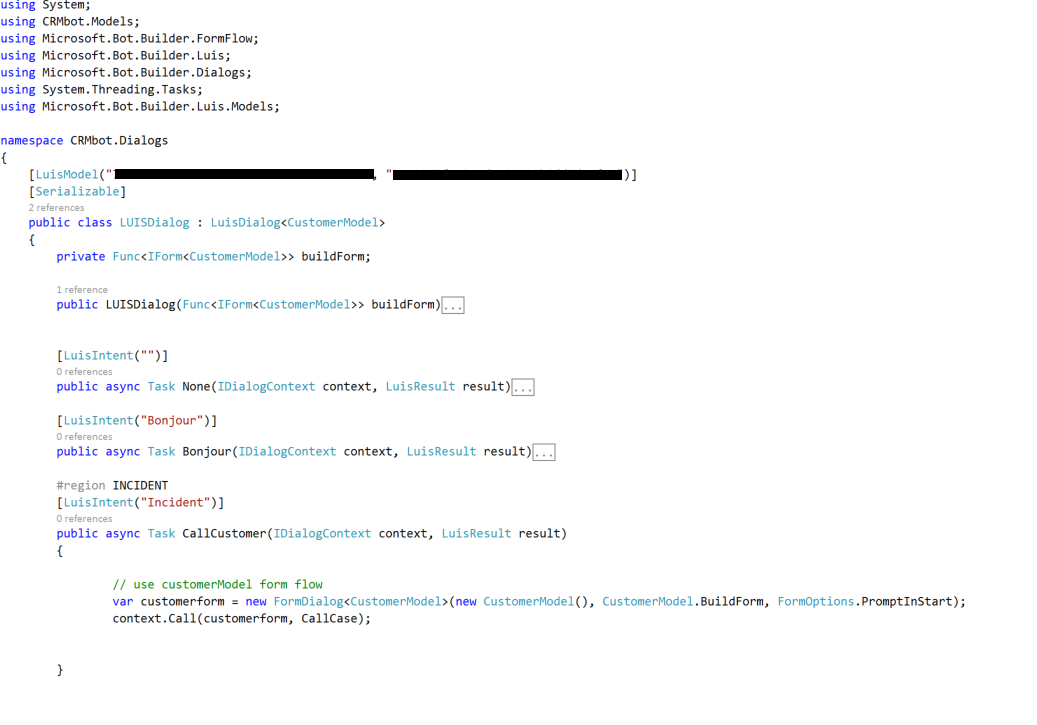 using System;
using CRMbot.Models;
using Microsoft.Bot.Builder.FormFlow;
using Microsoft.Bot.Builder.Luis;
using Microsoft.Bot.Builder.Dialogs;
using System.Threading.Tasks;
using Microsoft.Bot.Builder.Luis.Models;
namespace CRMbot.Dialogs
{
[LuisModel(" , " )]
[Serializable]
2 references
public class LUISDialog : LuisDialog<CustomerModel>
{
private Func<IForm<CustomerModel>> buildForm;
1 reference
public LUISDialog(Func<IForm<CustomerModel>> buildForm)...
[LuisIntent("")]
0 references
public async Task None(IDialogContext context, LuisResult result)...
[LuisIntent("Bonjour")]
0 references
public async Task Bonjour(IDialogContext context, LuisResult result)...
#region INCIDENT
[LuisIntent("Incident")]
0 references
public async Task CallCustomer(IDialogContext context, LuisResult result)
{
// use customerModel form flow
var customerform = new FormDialog<CustomerModel>(new CustomerModel(), CustomerModel.BuildForm, FormOptions.PromptInStart);
context.Call(customerform, CallCase);
}